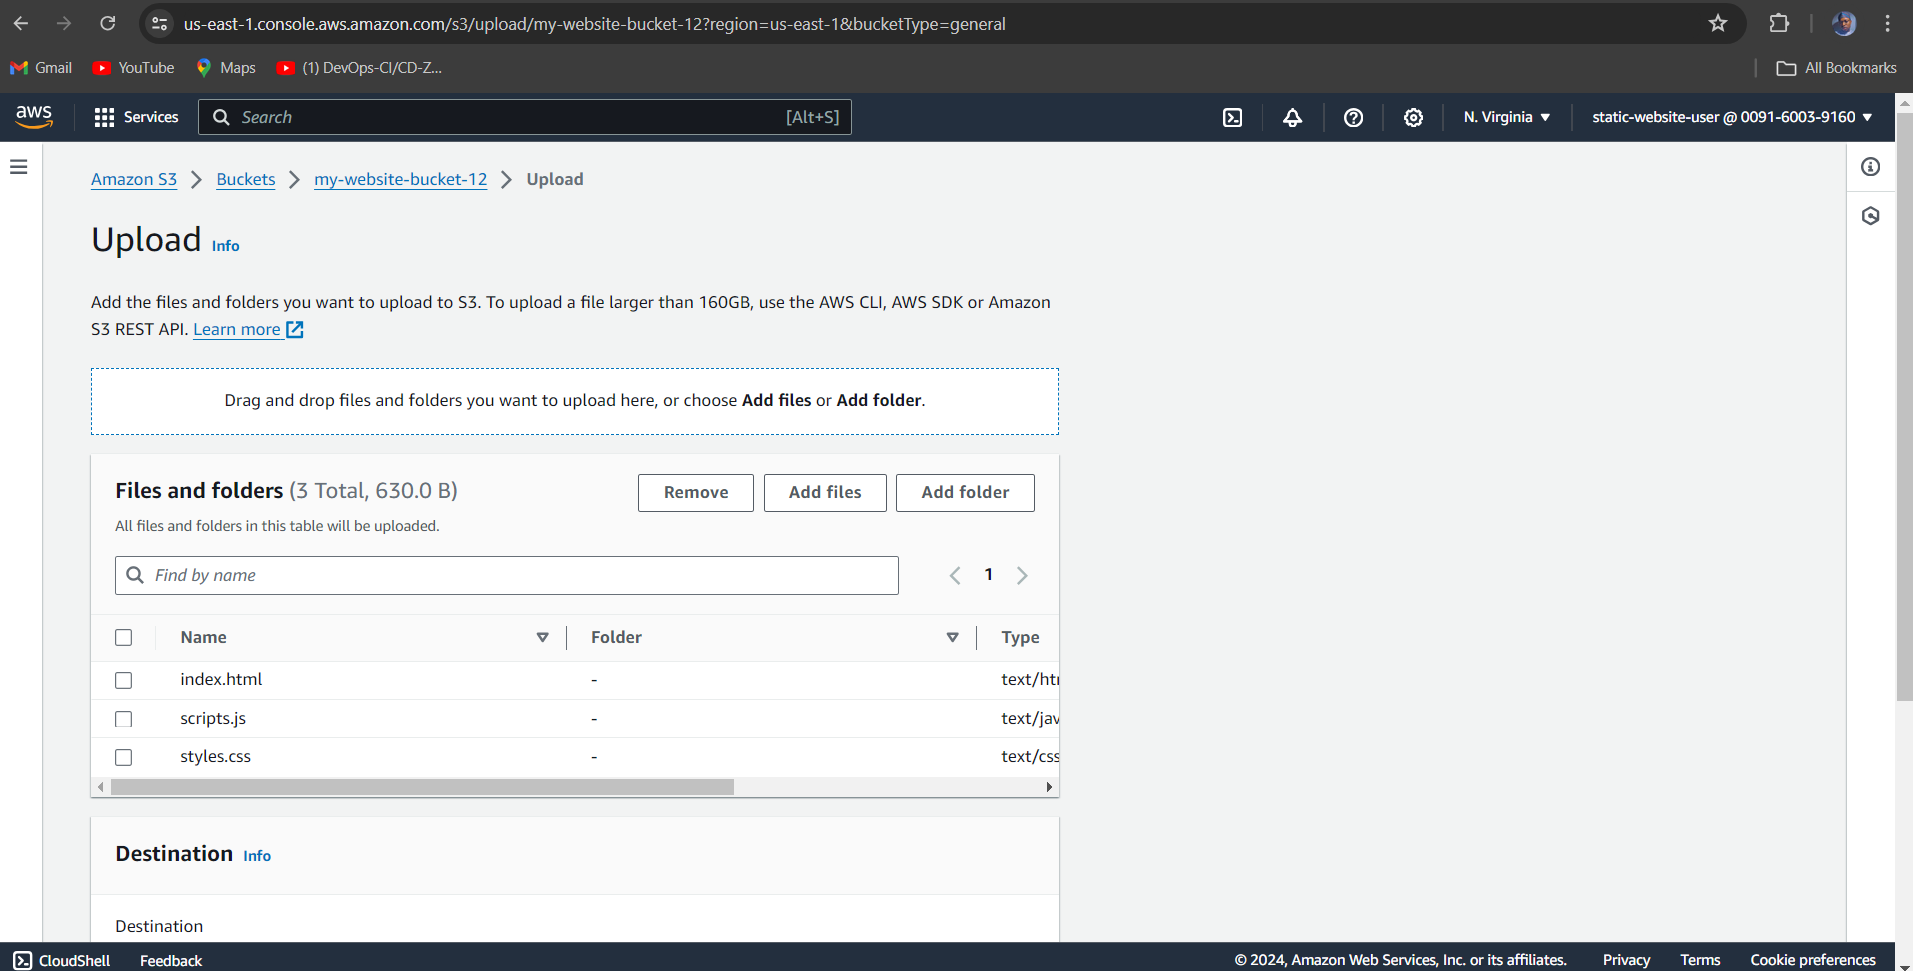 us-east-1.console.aws.amazon.com/s3/upload/my-website-bucket-12?region=us-east-1&bucketType=general
Gmail YouTube Maps (1) DevOps-CI/CD-Z... All Bookmarks
aws Services Search [Alt+S] N. Virginia ▼ static-website-user @ 0091-6003-9160 ▼
Amazon S3 > Buckets > my-website-bucket-12 > Upload
Upload Info
Add the files and folders you want to upload to S3. To upload a file larger than 160GB, use the AWS CLI, AWS SDK or Amazon
S3 REST API. Learn more
Drag and drop files and folders you want to upload here, or choose Add files or Add folder.
Files and folders (3 Total, 630.0 B) Remove Add files Add folder
All files and folders in this table will be uploaded.
Find by name 1
Name Folder Type
index.html - text/htm
scripts.js - text/jav
styles.css - text/css
Destination Info
Destination
CloudShell Feedback © 2024, Amazon Web Services, Inc. or its affiliates. Privacy Terms Cookie preferences